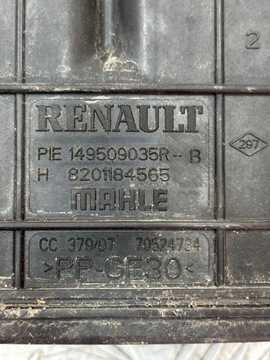 2
RENAULT
PIE 149509035R-- B
297
H 8201184565
MAHLE
CC 379/07 70524734
>PP-GF30<